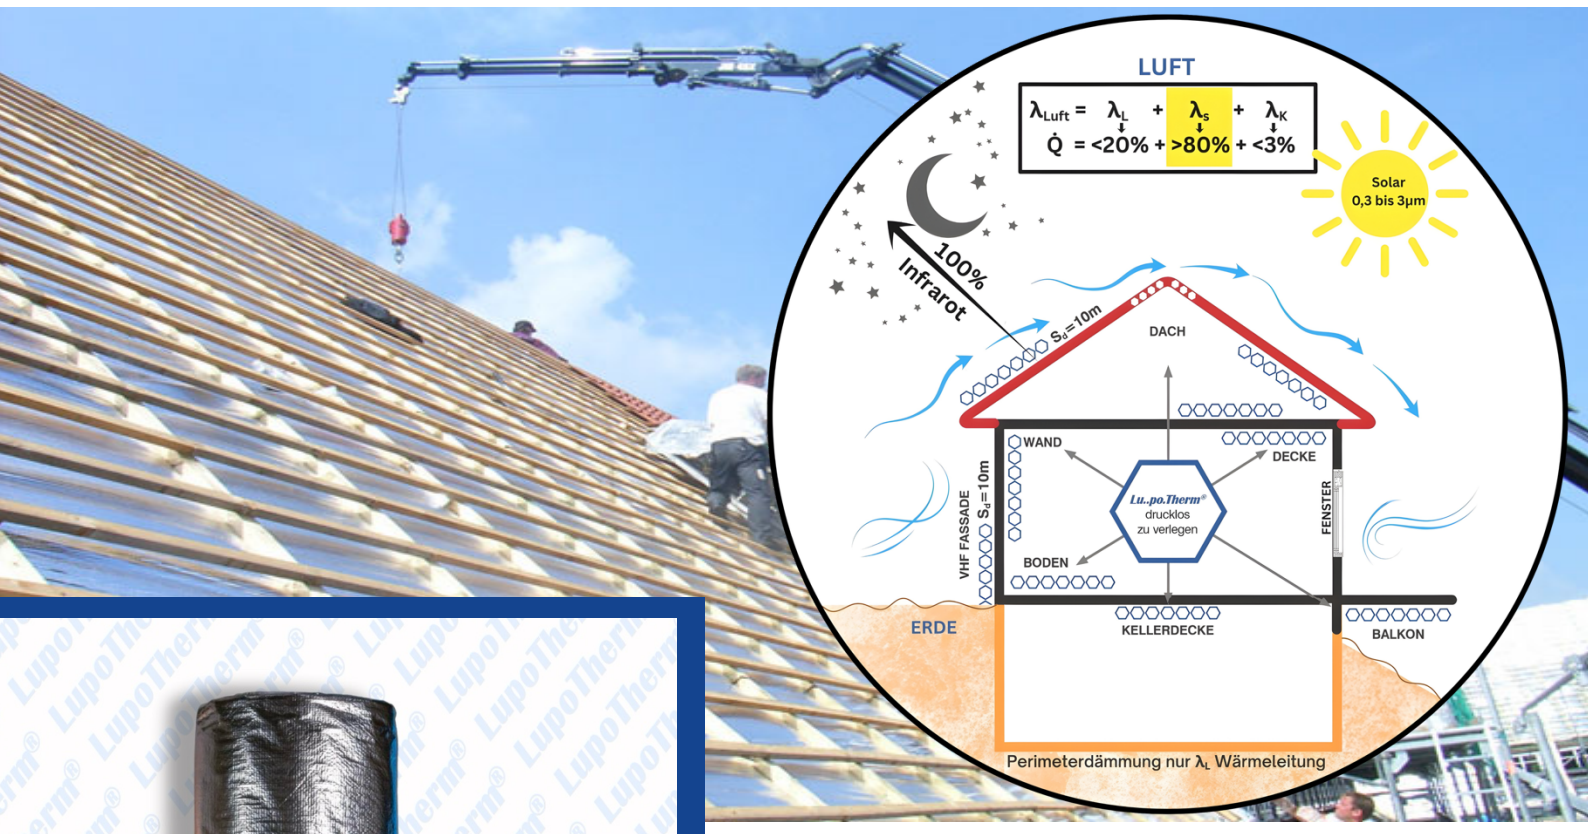 LUFT
λLuft = λL + λs + λK
Q̇ = <20% + >80% + <3%
Solar
0,3 bis 3µm
100%
Infrarot
Sd=10m
DACH
WAND
DECKE
Sd=10m
VHF FASSADE
FENSTER
Lu..po.Therm®
drucklos
zu verlegen
BODEN
ERDE
KELLERDECKE
BALKON
Perimeterdämmung nur λL Wärmeleitung
LupoTherm®